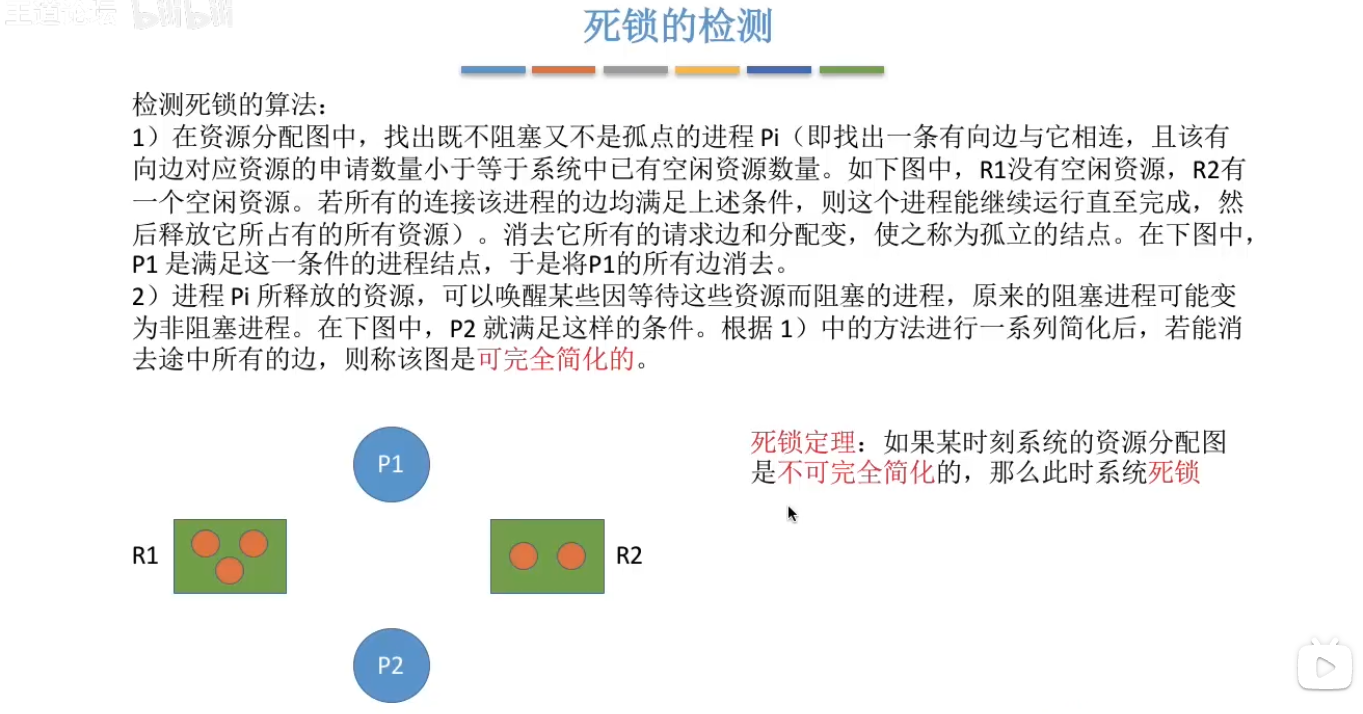 王道论坛 bilibili
死锁的检测
检测死锁的算法：
1）在资源分配图中，找出既不阻塞又不是孤点的进程 Pi（即找出一条有向边与它相连，且该有
向边对应资源的申请数量小于等于系统中已有空闲资源数量。如下图中，R1没有空闲资源，R2有
一个空闲资源。若所有的连接该进程的边均满足上述条件，则这个进程能继续运行直至完成，然
后释放它所占有的所有资源）。消去它所有的请求边和分配变，使之称为孤立的结点。在下图中，
P1 是满足这一条件的进程结点，于是将P1的所有边消去。
2）进程 Pi 所释放的资源，可以唤醒某些因等待这些资源而阻塞的进程，原来的阻塞进程可能变
为非阻塞进程。在下图中，P2 就满足这样的条件。根据 1）中的方法进行一系列简化后，若能消
去途中所有的边，则称该图是可完全简化的。
死锁定理：如果某时刻系统的资源分配图
是不可完全简化的，那么此时系统死锁
P1
R1
R2
P2